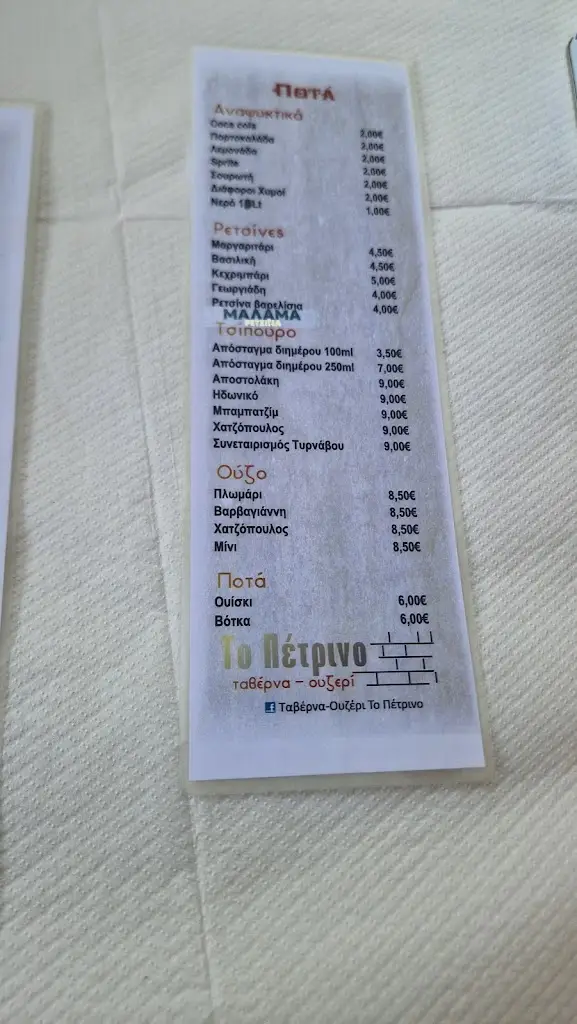 Ποτά
Αναψυκτικά
Coca cola 2,00€
Πορτοκαλάδα 2,00€
Λεμονάδα 2,00€
Sprite 2,00€
Σουρωτή 2,00€
Διάφοροι Χυμοί 2,00€
Νερό 1,00€
Ρετσίνες
Μαργαριτάρι 4,50€
Βασιλική 4,50€
Κεχρημπάρι 5,00€
Γεωργιάδη 4,00€
Ρετσίνα βαρελίσια 4,00€
ΜΑΛΑΜΑ
ΡΕΤΣΙΝΑ
Τσίπουρο
Απόσταγμα διημέρου 100ml 3,50€
Απόσταγμα διημέρου 250ml 7,00€
Αποστολάκη 9,00€
Ηδωνικό 9,00€
Μπαμπατζίμ 9,00€
Χατζόπουλος 9,00€
Συνεταιρισμός Τυρνάβου 9,00€
Ούζο
Πλωμάρι 8,50€
Βαρβαγιάννη 8,50€
Χατζόπουλος 8,50€
Μίνι 8,50€
Ποτά
Ουίσκι 6,00€
Βότκα 6,00€
Το Πέτρινο
ταβέρνα – ουζερί
f Ταβέρνα-Ουζέρι Το Πέτρινο